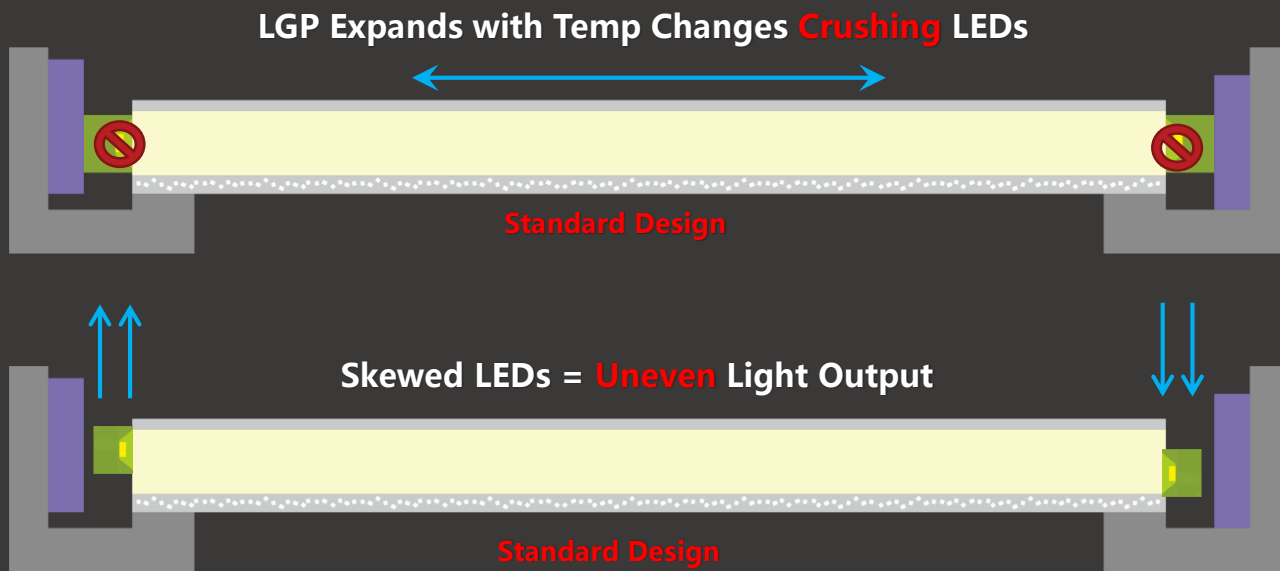 LGP Expands with Temp Changes Crushing LEDs
Standard Design
Skewed LEDs = Uneven Light Output
Standard Design